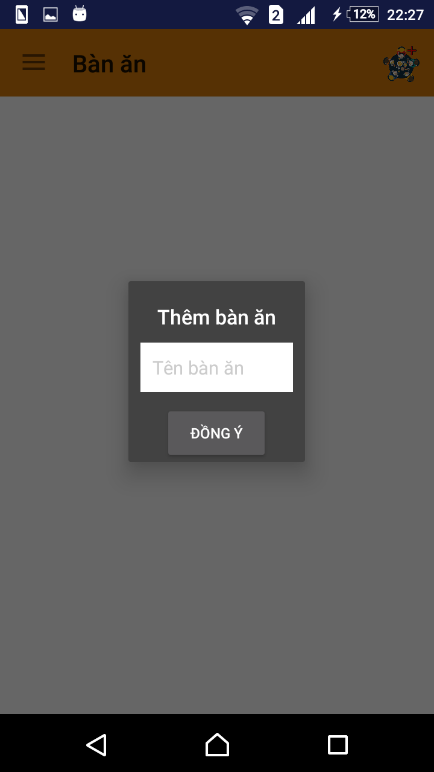 2 12% 22:27
Bàn ăn
Thêm bàn ăn
Tên bàn ăn
ĐỒNG Ý